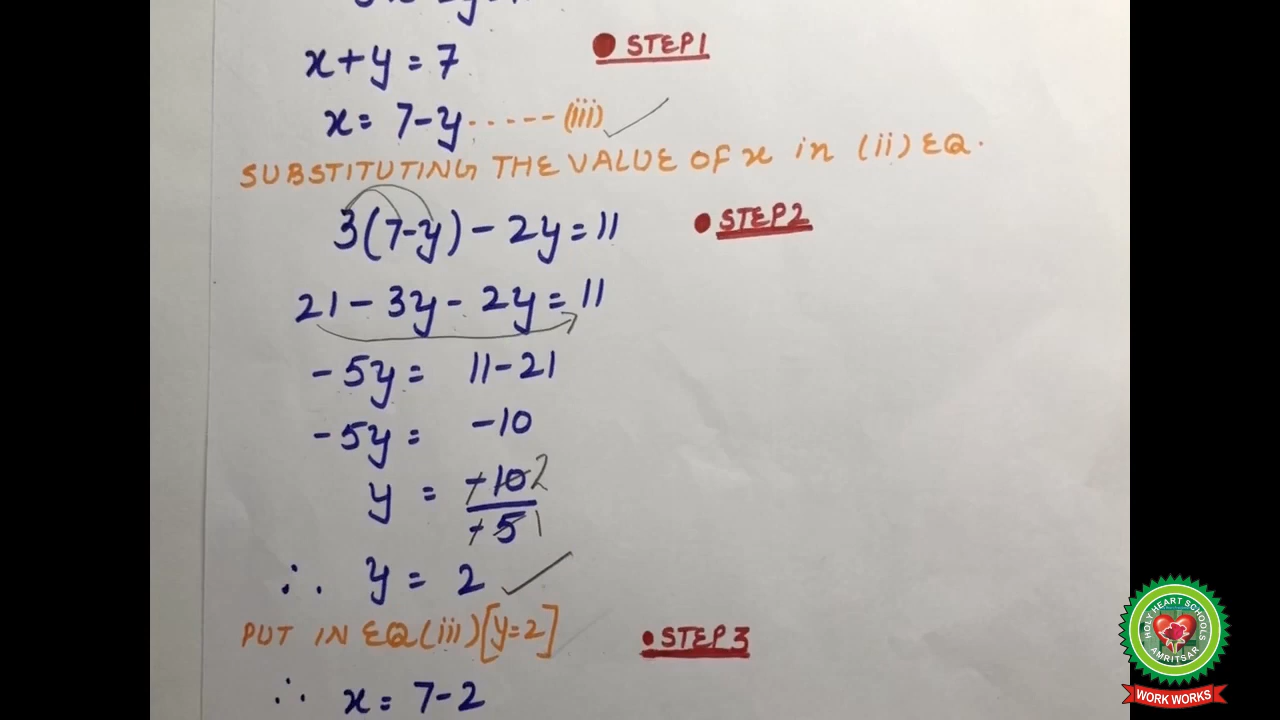 x+y=7
● STEP1
x= 7-y-----(iii)
SUBSTITUTING THE VALUE OF x in (ii) EQ.
3(7-y)-2y=11
● STEP2
21-3y-2y=11
-5y= 11-21
-5y= -10
y = -10 2
-5 1
∴ y = 2
PUT IN EQ(iii)[y=2]
● STEP3
∴ x=7-2
HOLY HEART SCHOOLS
AMRITSAR
WORK WORKS